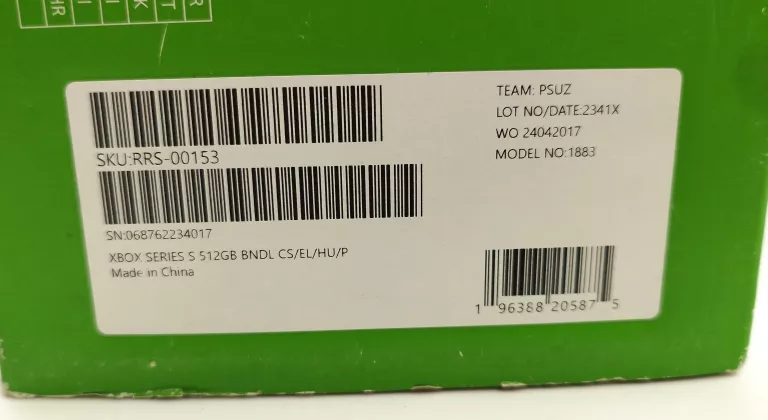 HR
I
I
K
T
R
SKU:RRS-00153
SN:068762234017
XBOX SERIES S 512GB BNDL CS/EL/HU/P
Made in China
TEAM: PSUZ
LOT NO/DATE:2341X
WO 24042017
MODEL NO:1883
1 96388 20587 5